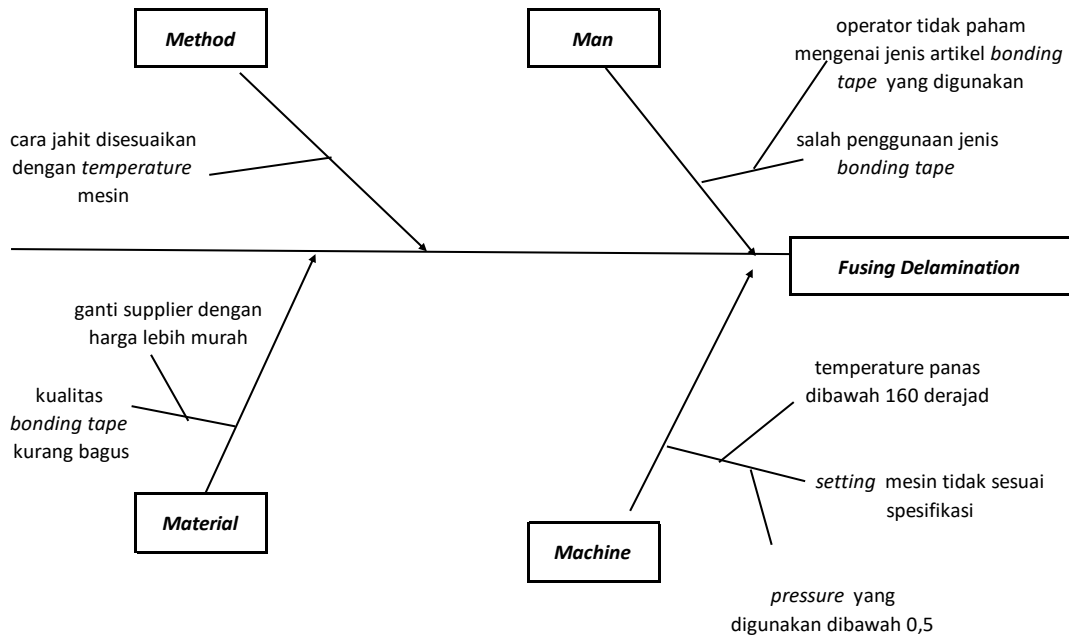 Method
Man
operator tidak paham
mengenai jenis artikel bonding
tape yang digunakan
cara jahit disesuaikan
dengan temperature
mesin
salah penggunaan jenis
bonding tape
Fusing Delamination
ganti supplier dengan
harga lebih murah
kualitas
bonding tape
kurang bagus
Material
temperature panas
dibawah 160 derajad
setting mesin tidak sesuai
spesifikasi
Machine
pressure yang
digunakan dibawah 0,5